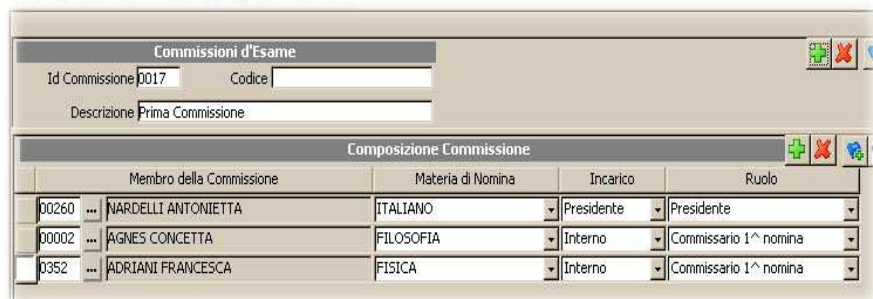 Commissioni d'Esame
Id Commissione 0017 Codice
Descrizione Prima Commissione
Composizione Commissione
Membro della Commissione Materia di Nomina Incarico Ruolo
00260 ... NARDELLI ANTONIETTA ITALIANO Presidente Presidente
00002 ... AGNES CONCETTA FILOSOFIA Interno Commissario 1^ nomina
0352 ... ADRIANI FRANCESCA FISICA Interno Commissario 1^ nomina